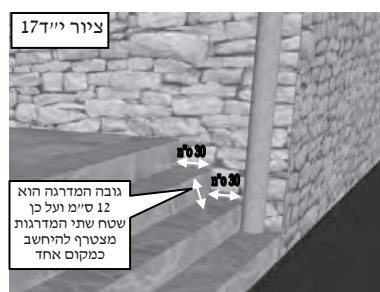 ציור י״ד17
30 ס"מ
30 ס"מ
גובה המדרגה הוא
12 ס״מ ועל כן
שטח שתי המדרגות
מצטרף להיחשב
כמקום אחד